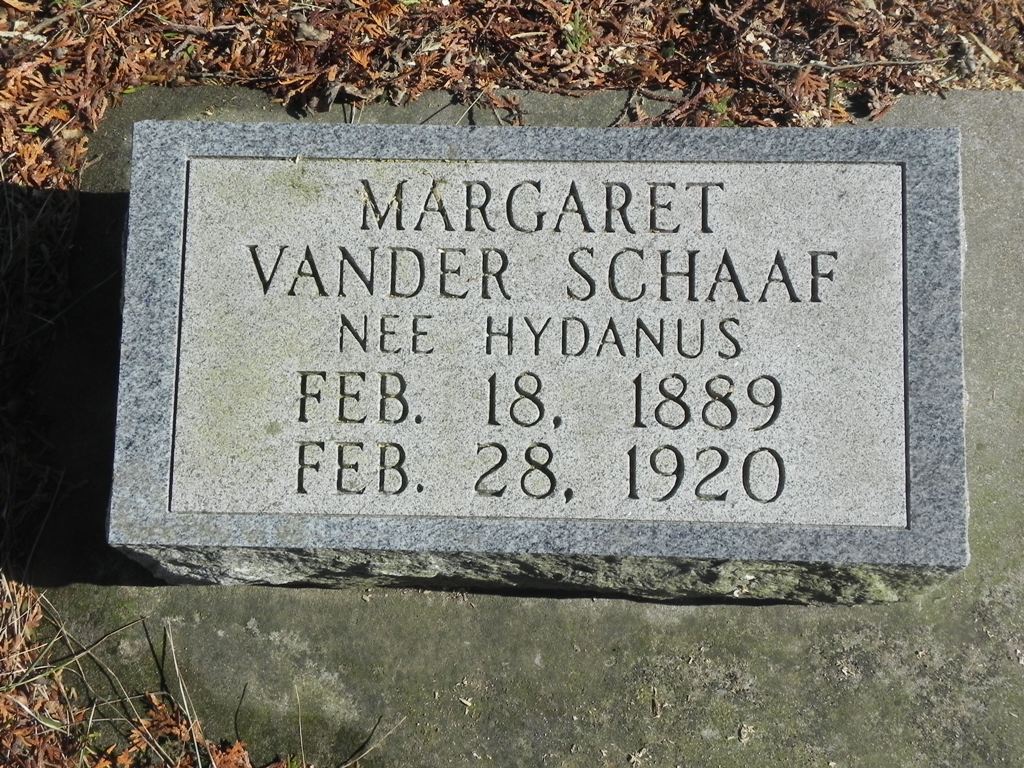 MARGARET
VANDER SCHAAF
NEE HYDANUS
FEB. 18, 1889
FEB. 28, 1920